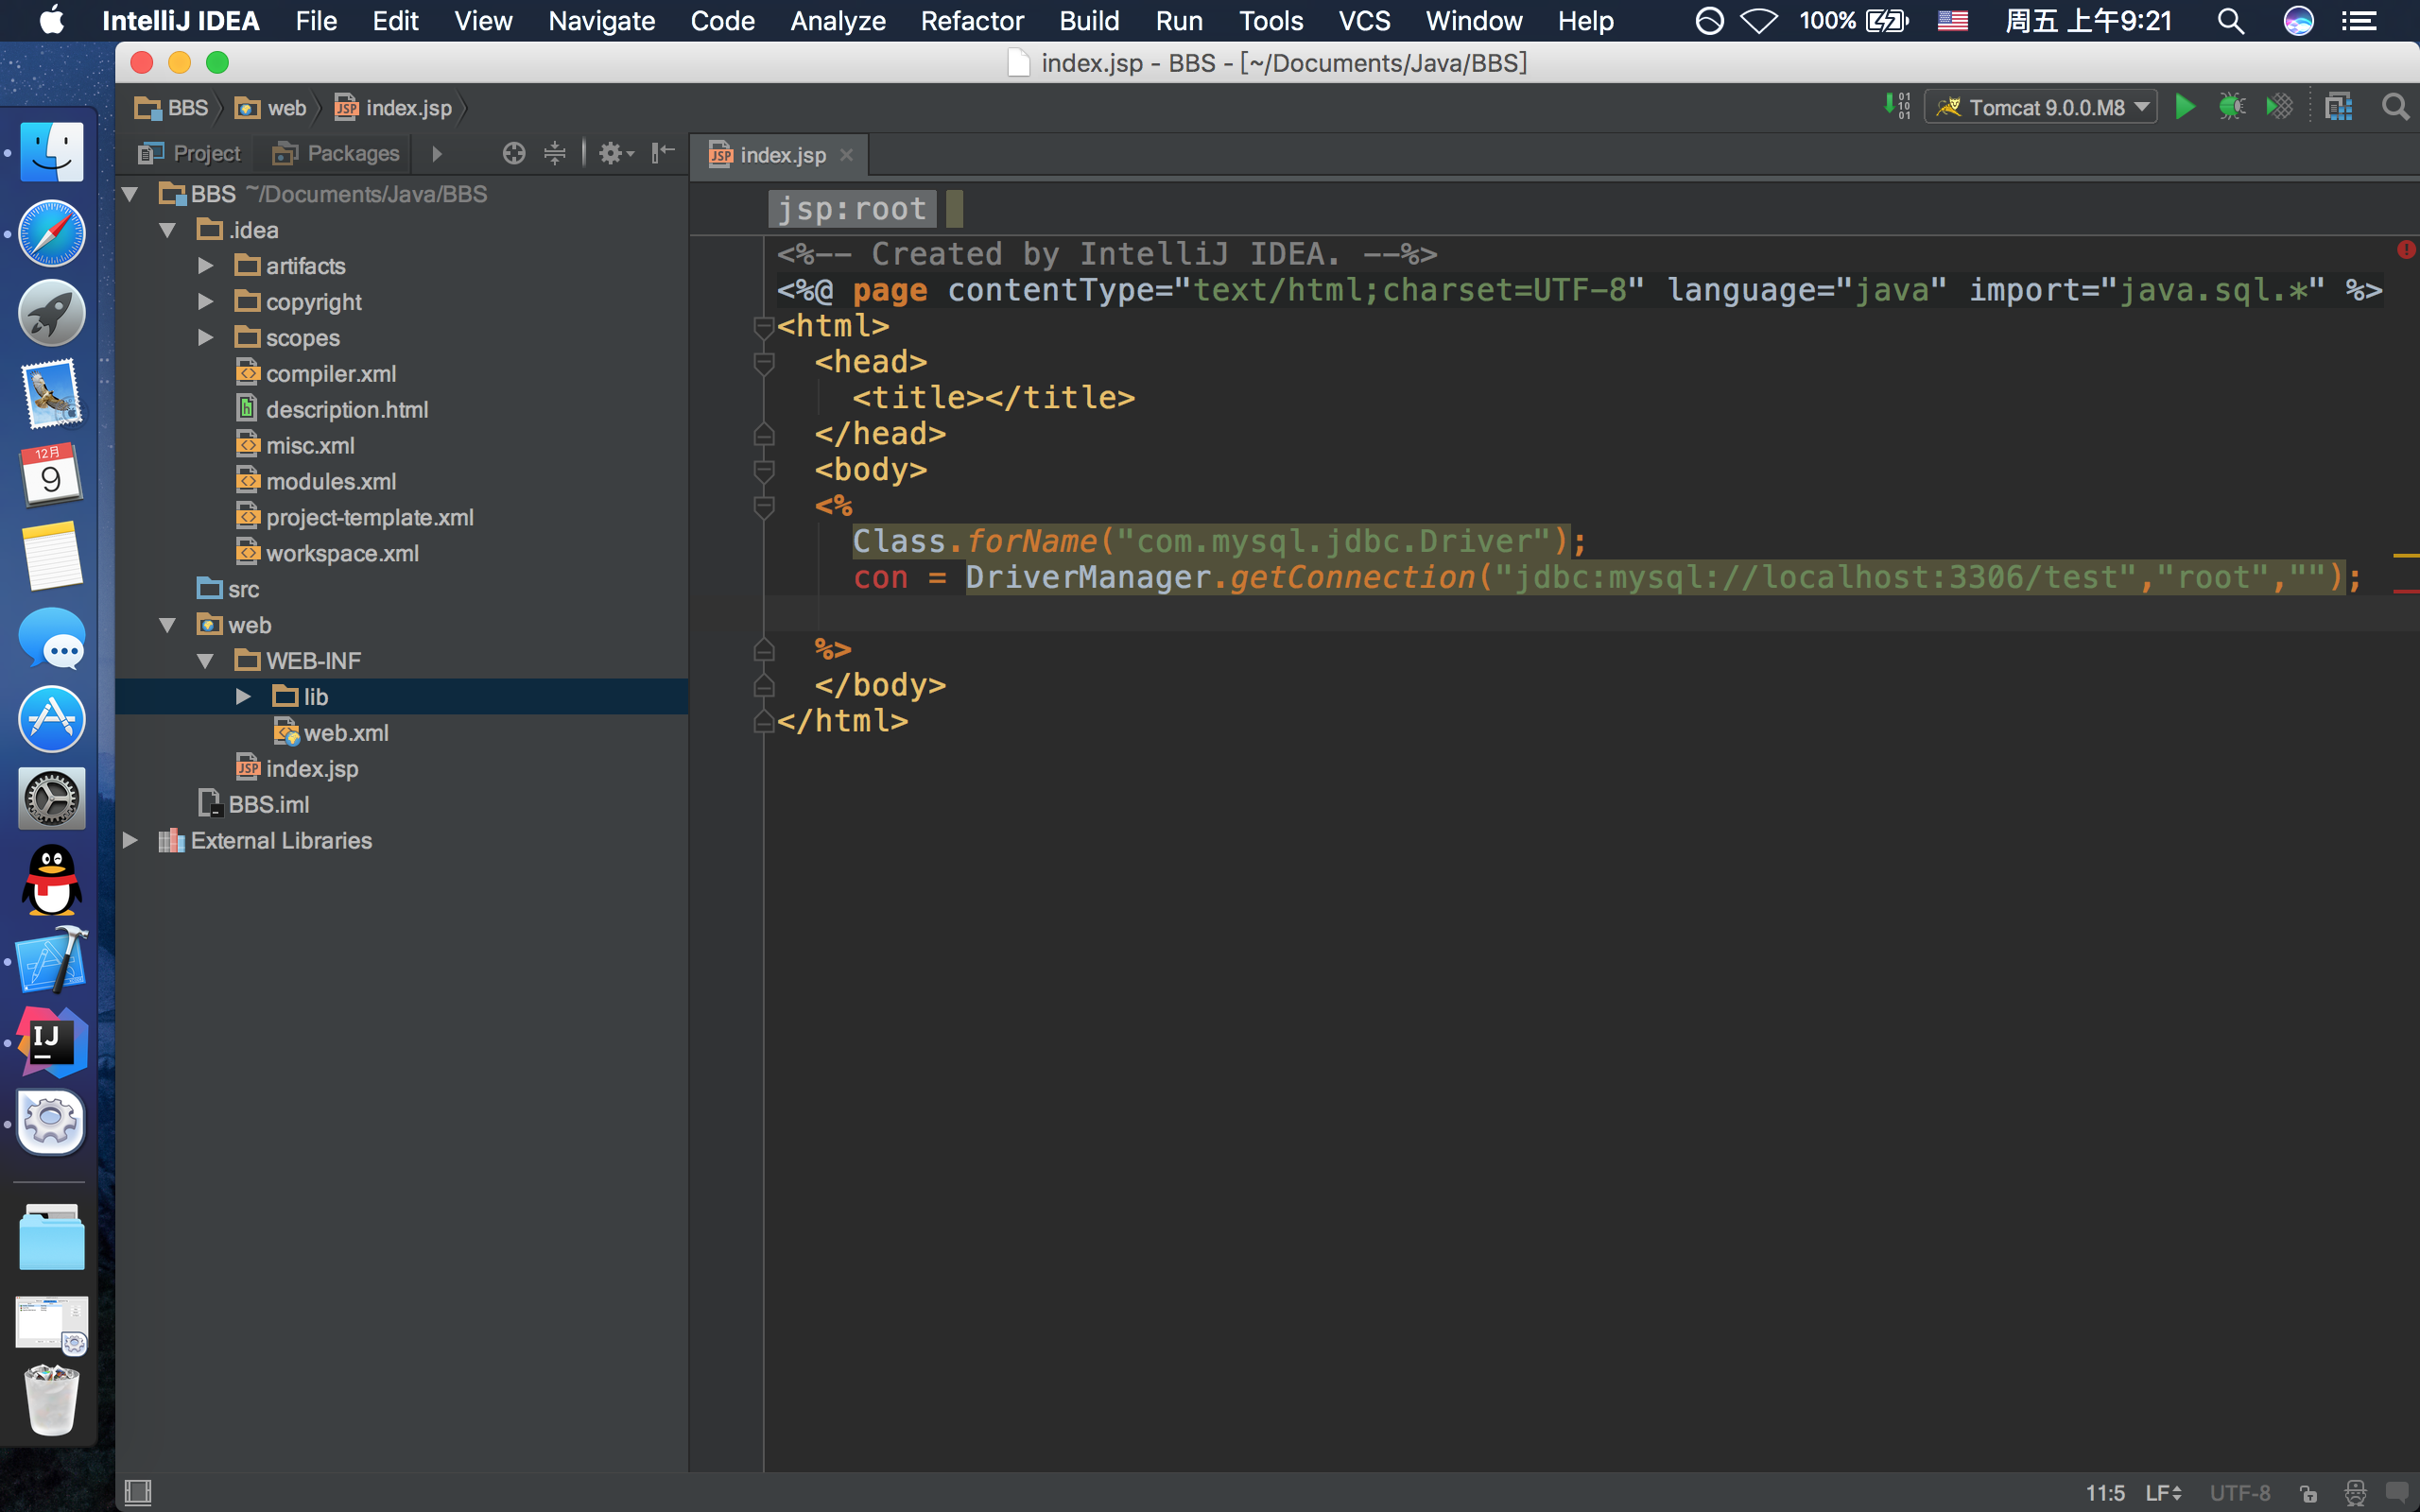 IntelliJ IDEA File Edit View Navigate Code Analyze Refactor Build Run Tools VCS Window Help 100% 周五 上午9:21
index.jsp - BBS - [~/Documents/Java/BBS]
BBS web index.jsp Tomcat 9.0.0.M8
Project Packages index.jsp
BBS ~/Documents/Java/BBS
.idea
artifacts
copyright
scopes
compiler.xml
description.html
misc.xml
modules.xml
project-template.xml
workspace.xml
src
web
WEB-INF
lib
web.xml
index.jsp
BBS.iml
External Libraries
jsp:root
<%-- Created by IntelliJ IDEA. --%>
<%@ page contentType="text/html;charset=UTF-8" language="java" import="java.sql.*" %>
<html>
<head>
<title></title>
</head>
<body>
<%
Class.forName("com.mysql.jdbc.Driver");
con = DriverManager.getConnection("jdbc:mysql://localhost:3306/test","root","");
%>
</body>
</html>
12月
9
IJ
11:5 LF UTF-8